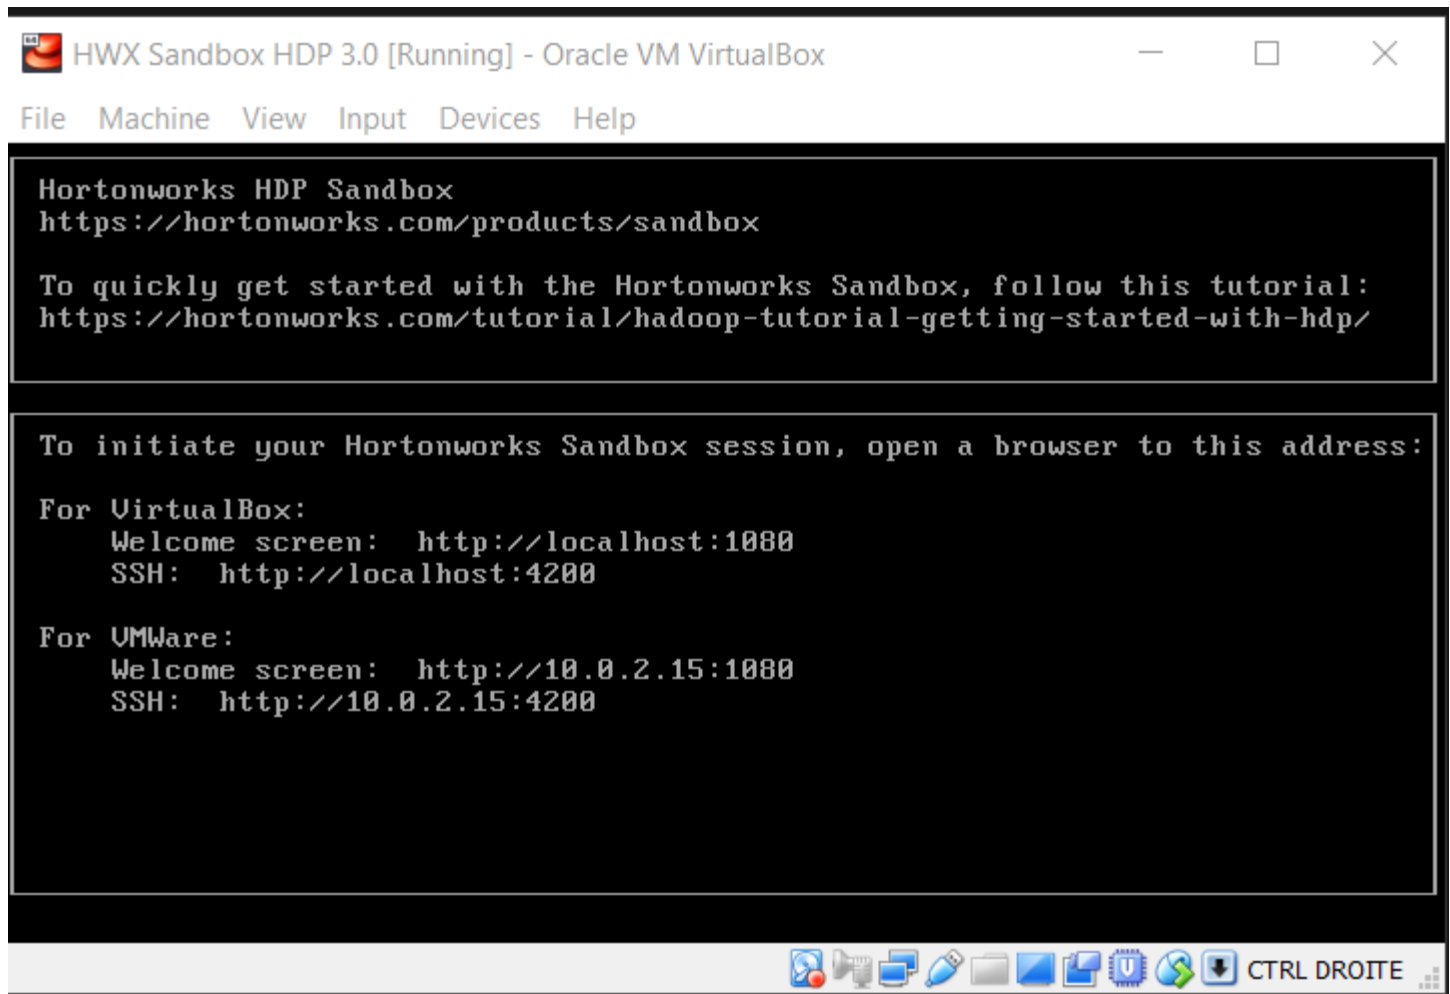 HWX Sandbox HDP 3.0 [Running] - Oracle VM VirtualBox
File Machine View Input Devices Help
Hortonworks HDP Sandbox
https://hortonworks.com/products/sandbox
To quickly get started with the Hortonworks Sandbox, follow this tutorial:
https://hortonworks.com/tutorial/hadoop-tutorial-getting-started-with-hdp/
To initiate your Hortonworks Sandbox session, open a browser to this address:
For VirtualBox:
Welcome screen: http://localhost:1080
SSH: http://localhost:4200
For VMWare:
Welcome screen: http://10.0.2.15:1080
SSH: http://10.0.2.15:4200
CTRL DROITE